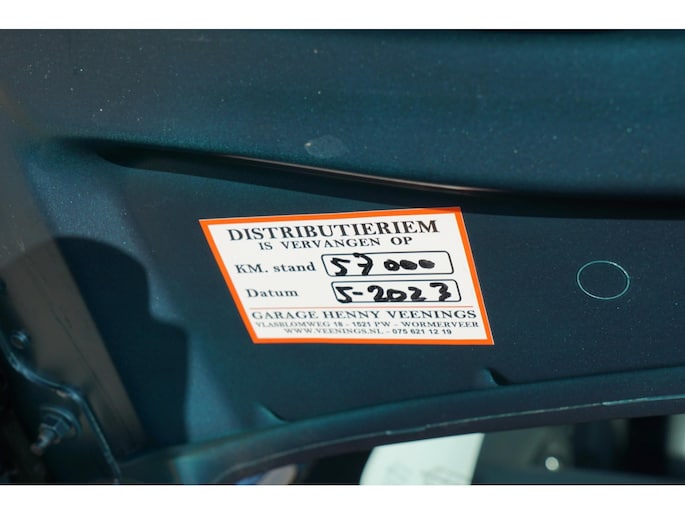 DISTRIBUTIERIEM
IS VERVANGEN OP
KM. stand 57000
Datum 5-2023
GARAGE HENNY VEENINGS
VLASBLOMWEG 18 - 1521 PW - WORMERVEER
WWW.VEENINGS.NL - 075 621 12 19